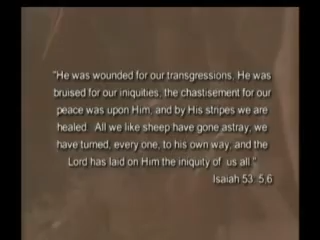 "He was wounded for our transgressions, He was
bruised for our iniquities, the chastisement for our
peace was upon Him, and by His stripes we are
healed. All we like sheep have gone astray, we
have turned, every one, to his own way, and the
Lord has laid on Him the iniquity of us all."
Isaiah 53: 5,6